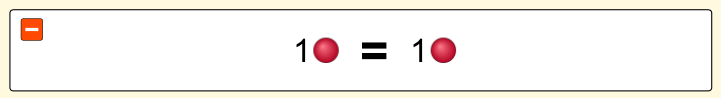 1 = 1